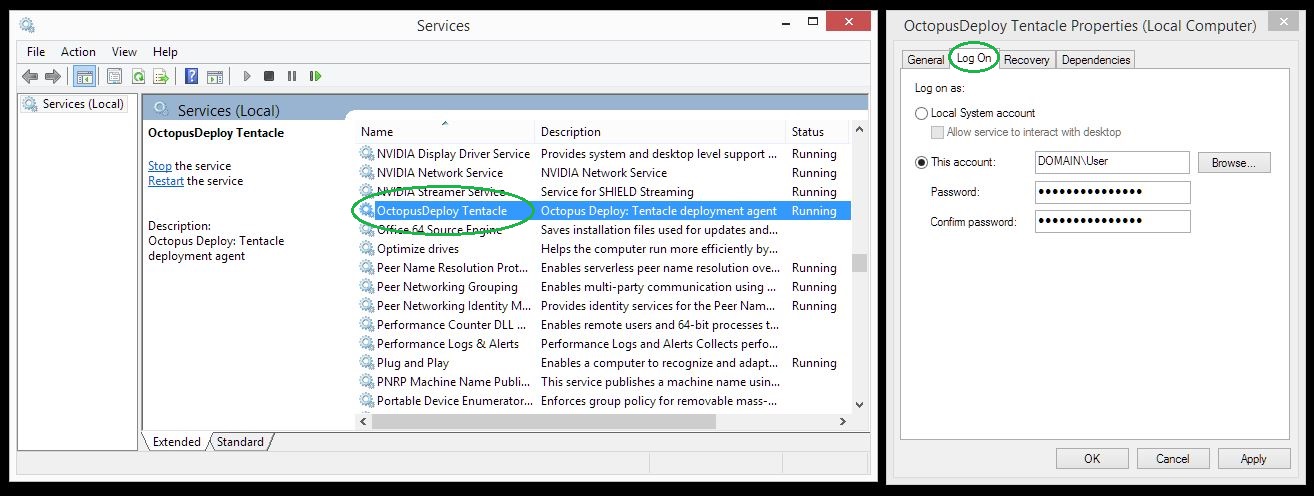 Services
File Action View Help
Services (Local)
Services (Local)
OctopusDeploy Tentacle
Stop the service
Restart the service
Description:
Octopus Deploy: Tentacle
deployment agent
Name Description Status
NVIDIA Display Driver Service Provides system and desktop level support ... Running
NVIDIA Network Service NVIDIA Network Service Running
NVIDIA Streamer Service Service for SHIELD Streaming Running
OctopusDeploy Tentacle Octopus Deploy: Tentacle deployment agent Running
Office 64 Source Engine Saves installation files used for updates and...
Optimize drives Helps the computer run more efficiently by...
Peer Name Resolution Prot... Enables serverless peer name resolution ove... Running
Peer Networking Grouping Enables multi-party communication using ... Running
Peer Networking Identity M... Provides identity services for the Peer Nam... Running
Performance Counter DLL ... Enables remote users and 64-bit processes t...
Performance Logs & Alerts Performance Logs and Alerts Collects perfo...
Plug and Play Enables a computer to recognize and adapt... Running
PNRP Machine Name Publi... This service publishes a machine name usin...
Portable Device Enumerator... Enforces group policy for removable mass-...
Extended Standard
OctopusDeploy Tentacle Properties (Local Computer)
General Log On Recovery Dependencies
Log on as:
Local System account
Allow service to interact with desktop
This account: DOMAIN\User Browse...
Password: •••••••••••••••
Confirm password: •••••••••••••••
OK Cancel Apply